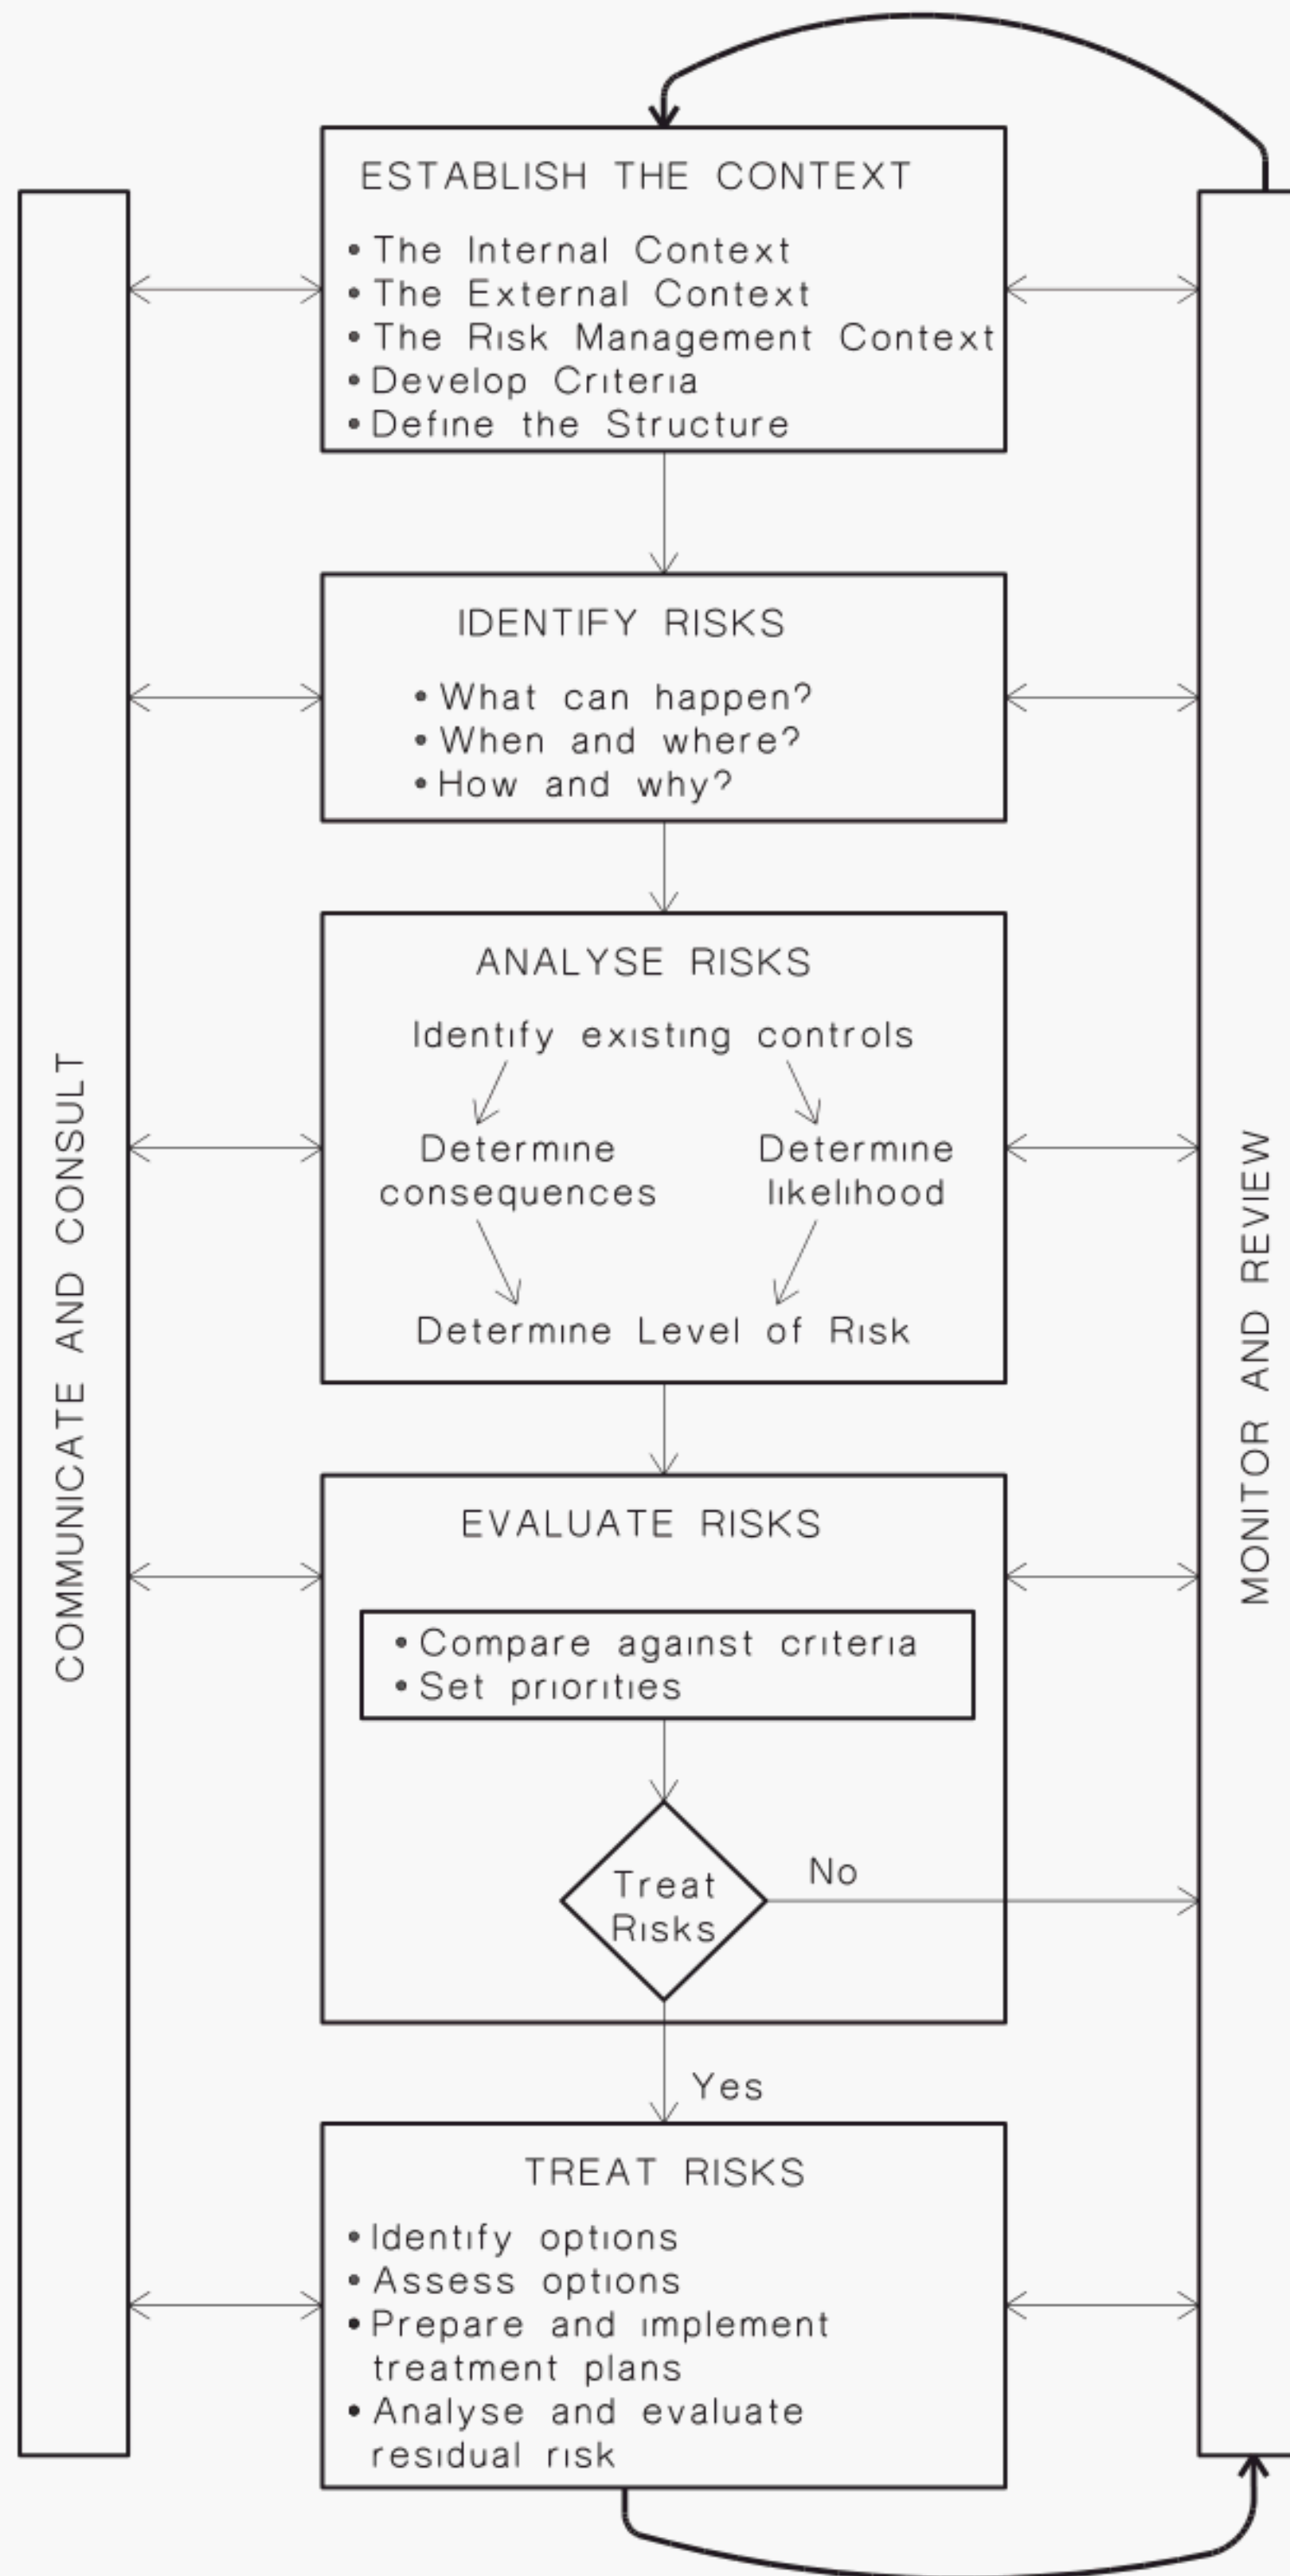 ESTABLISH THE CONTEXT
• The Internal Context
• The External Context
• The Risk Management Context
• Develop Criteria
• Define the Structure
IDENTIFY RISKS
• What can happen?
• When and where?
• How and why?
ANALYSE RISKS
Identify existing controls
Determine
consequences
Determine
likelihood
Determine Level of Risk
EVALUATE RISKS
• Compare against criteria
• Set priorities
Treat
Risks
No
Yes
TREAT RISKS
• Identify options
• Assess options
• Prepare and implement
treatment plans
• Analyse and evaluate
residual risk
COMMUNICATE AND CONSULT
MONITOR AND REVIEW